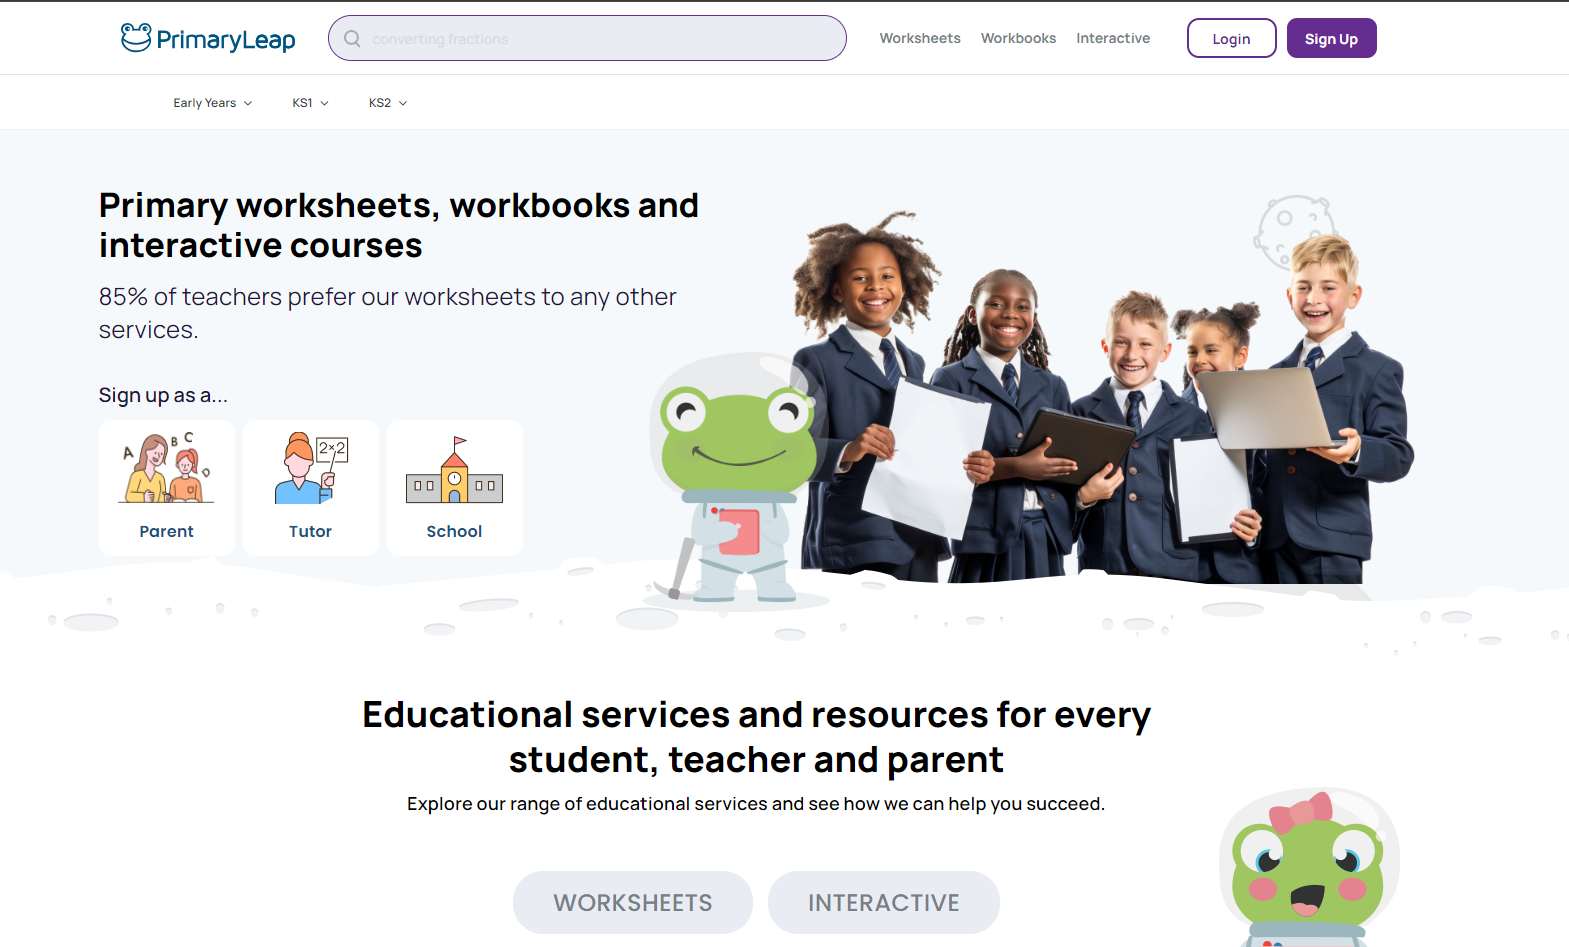 PrimaryLeap
converting fractions
Worksheets Workbooks Interactive
Login
Sign Up
Early Years KS1 KS2
Primary worksheets, workbooks and
interactive courses
85% of teachers prefer our worksheets to any other
services.
Sign up as a...
A B C D
2×2
Parent
Tutor
School
Educational services and resources for every
student, teacher and parent
Explore our range of educational services and see how we can help you succeed.
WORKSHEETS
INTERACTIVE